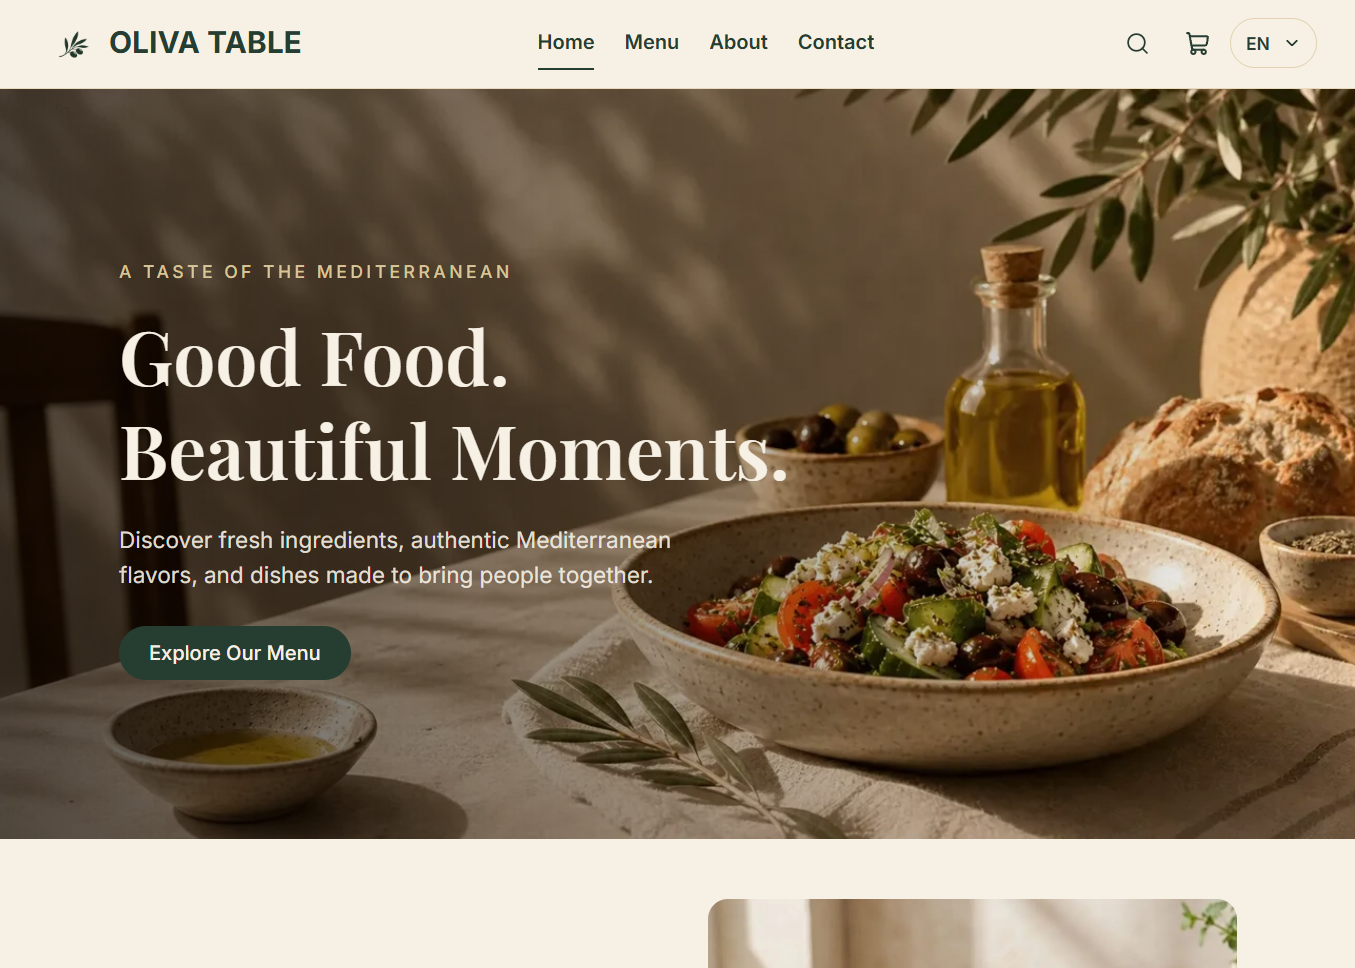 OLIVA TABLE
Home Menu About Contact
EN
A TASTE OF THE MEDITERRANEAN
Good Food.
Beautiful Moments.
Discover fresh ingredients, authentic Mediterranean
flavors, and dishes made to bring people together.
Explore Our Menu